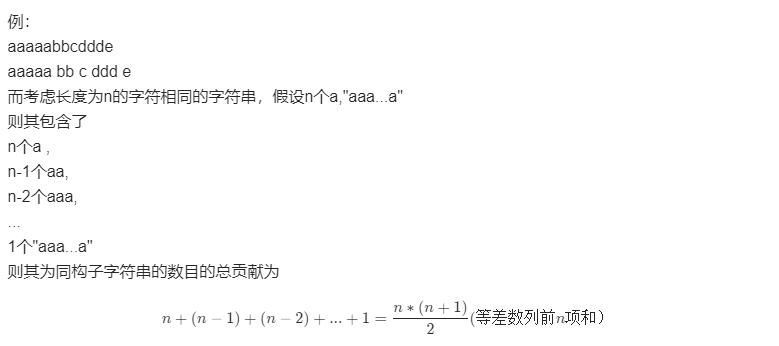 例：
aaaaabbcddde
aaaaa bb c ddd e
而考虑长度为n的字符相同的字符串，假设n个a,"aaa...a"
则其包含了
n个a ,
n-1个aa,
n-2个aaa,
...
1个"aaa...a"
则其为同构子字符串的数目的总贡献为
n + (n − 1) + (n − 2) + ... + 1 = \frac{n * (n + 1)}{2} (等差数列前n项和）